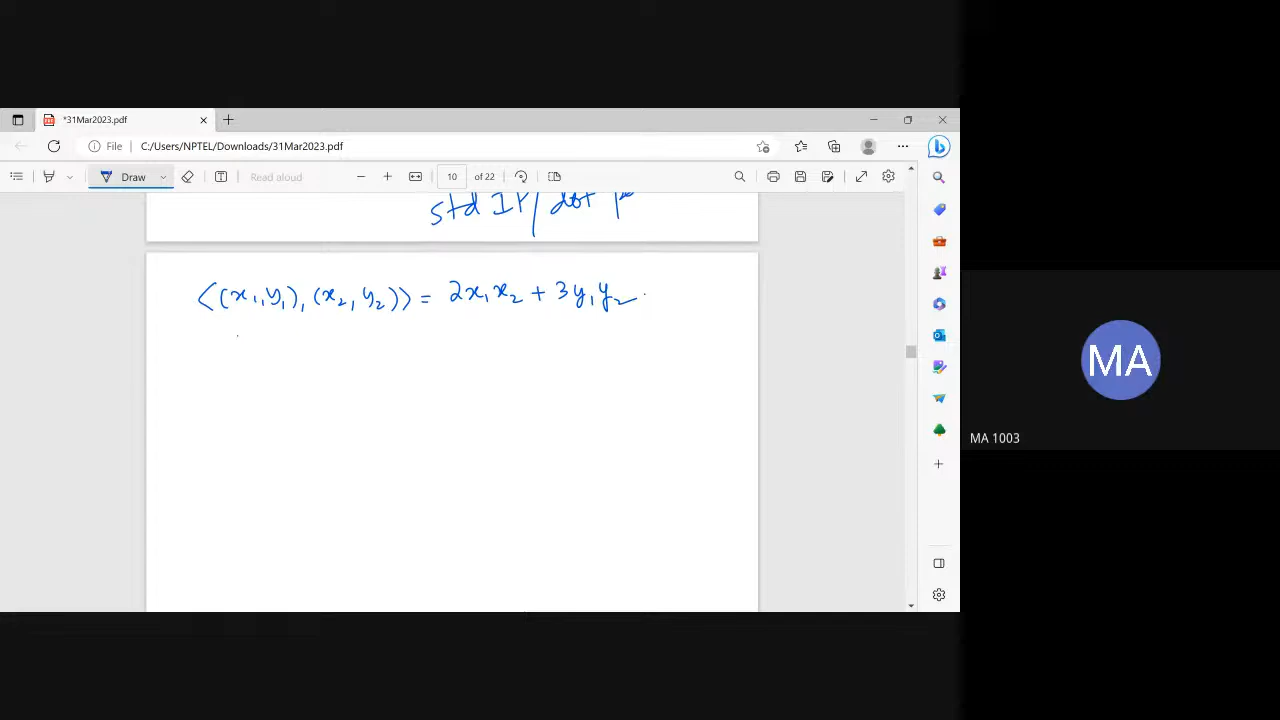 *31Mar2023.pdf
File C:/Users/NPTEL/Downloads/31Mar2023.pdf
Draw Read aloud 10 of 22
std IP/ dot
⟨(x₁,y₁),(x₂,y₂)⟩ = 2x₁x₂ + 3y₁y₂
MA
MA 1003